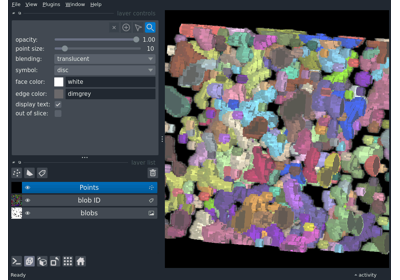 File View Plugins Window Help
layer controls
opacity: 1.00
point size: 10
blending: translucent
symbol: disc
face color: white
edge color: dimgrey
display text:
out of slice:
layer list
Points
blob ID
blobs
Ready
activity